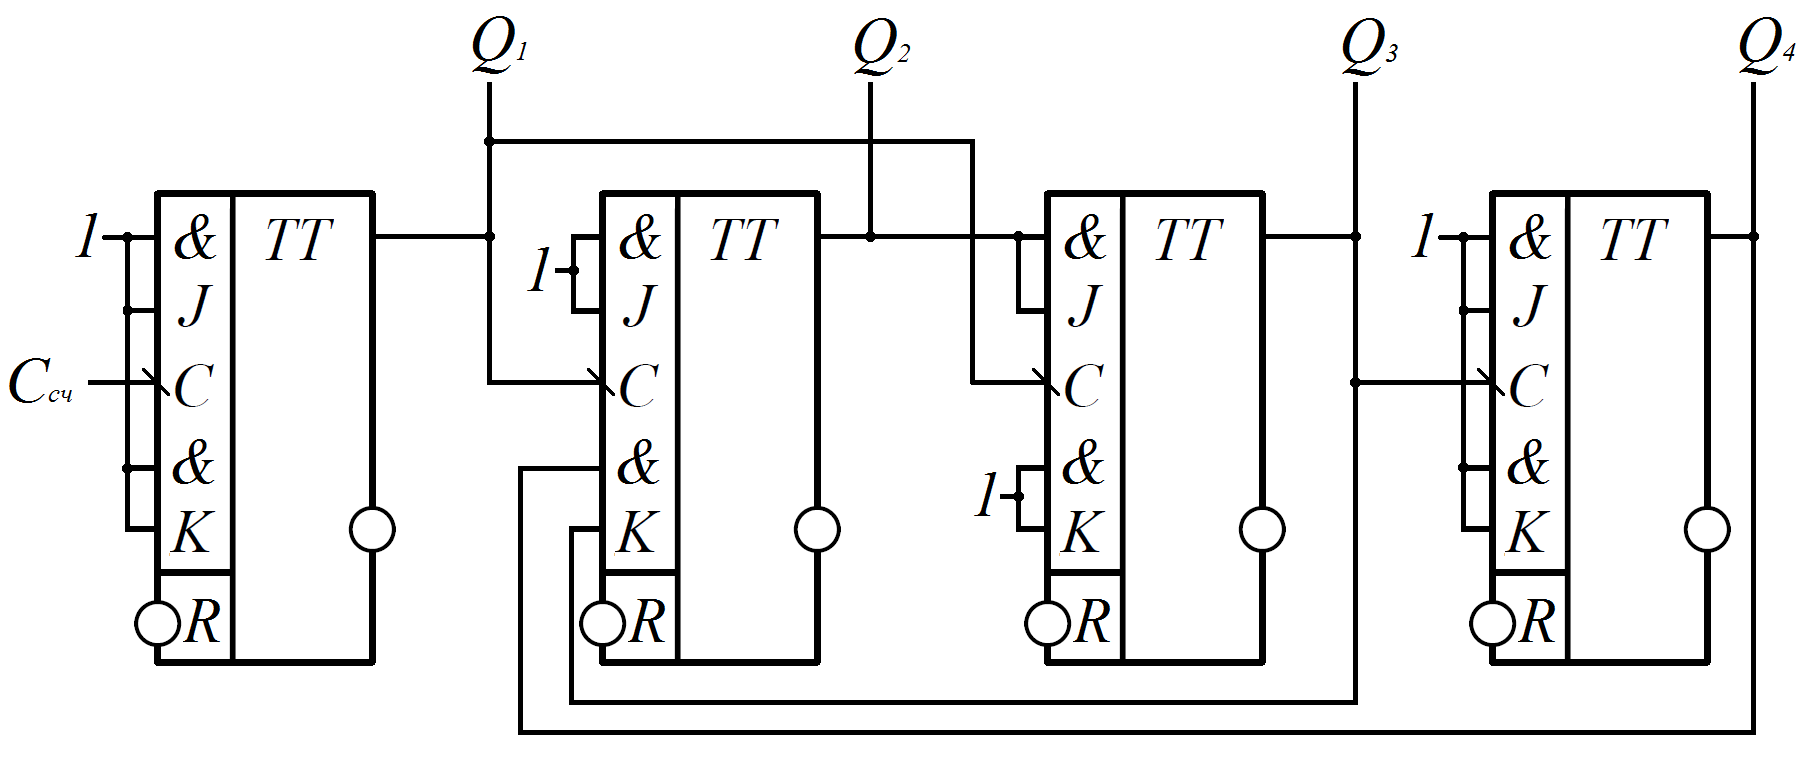 Q1 Q2 Q3 Q4
1 & TT & TT & TT 1 & TT
1
J J J J
Cсч C C C C
& & & &
1
K K K K
R R R R